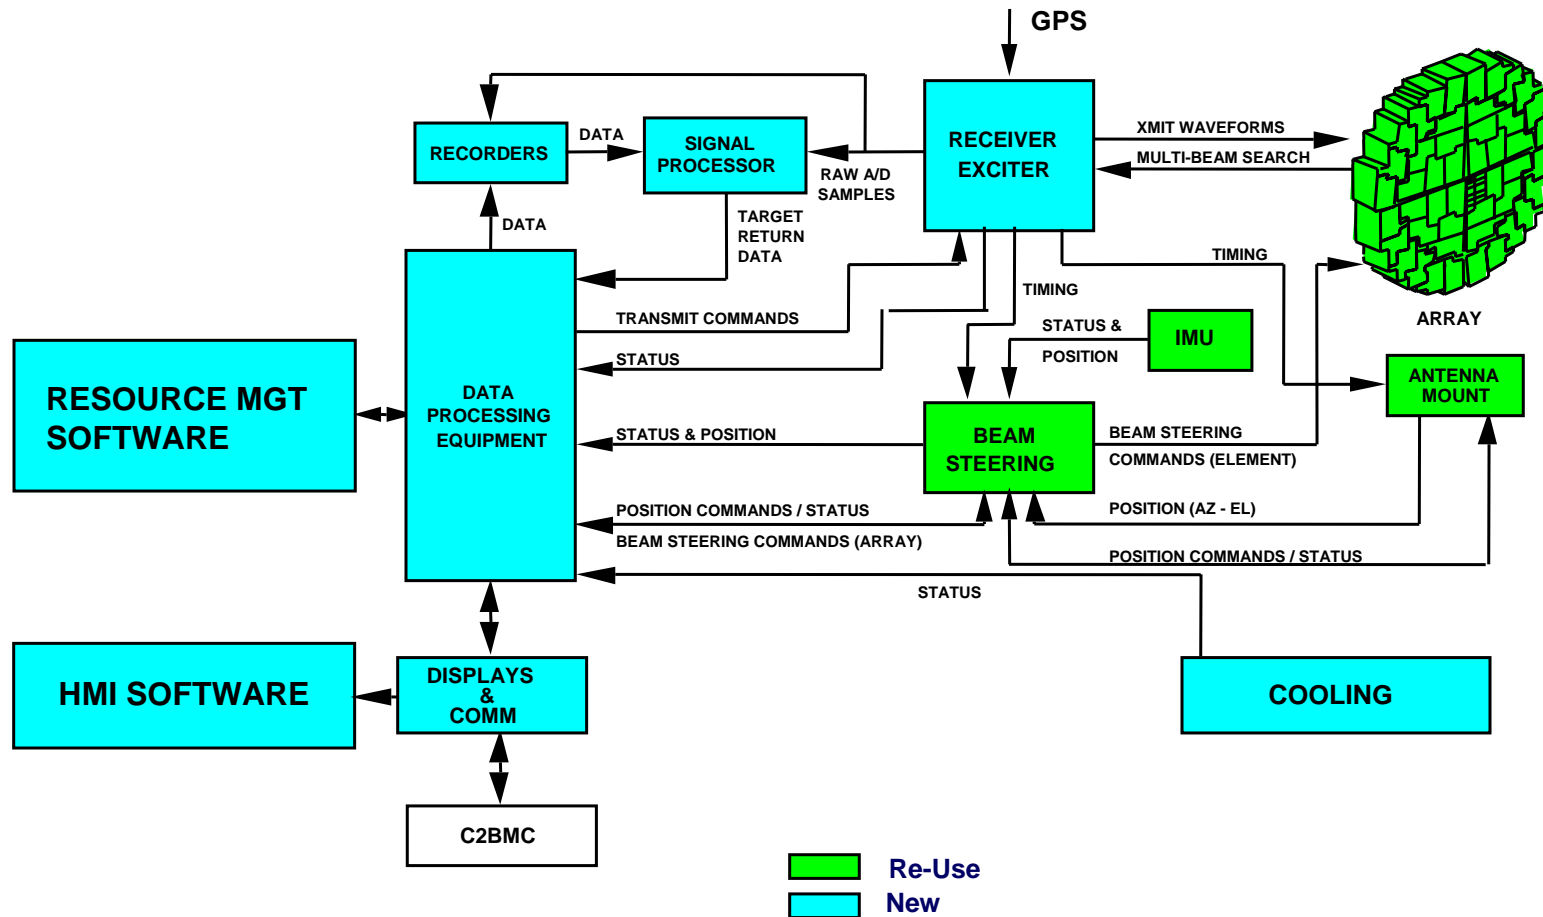 GPS
RECORDERS
DATA
SIGNAL
PROCESSOR
RAW A/D
SAMPLES
RECEIVER
EXCITER
XMIT WAVEFORMS
MULTI-BEAM SEARCH
DATA
TARGET
RETURN
DATA
TIMING
TIMING
ARRAY
TRANSMIT COMMANDS
STATUS &
POSITION
IMU
STATUS
ANTENNA
MOUNT
RESOURCE MGT
SOFTWARE
DATA
PROCESSING
EQUIPMENT
STATUS & POSITION
BEAM
STEERING
BEAM STEERING
COMMANDS (ELEMENT)
POSITION COMMANDS / STATUS
BEAM STEERING COMMANDS (ARRAY)
POSITION (AZ - EL)
POSITION COMMANDS / STATUS
STATUS
HMI SOFTWARE
DISPLAYS
&
COMM
COOLING
C2BMC
Re-Use
New